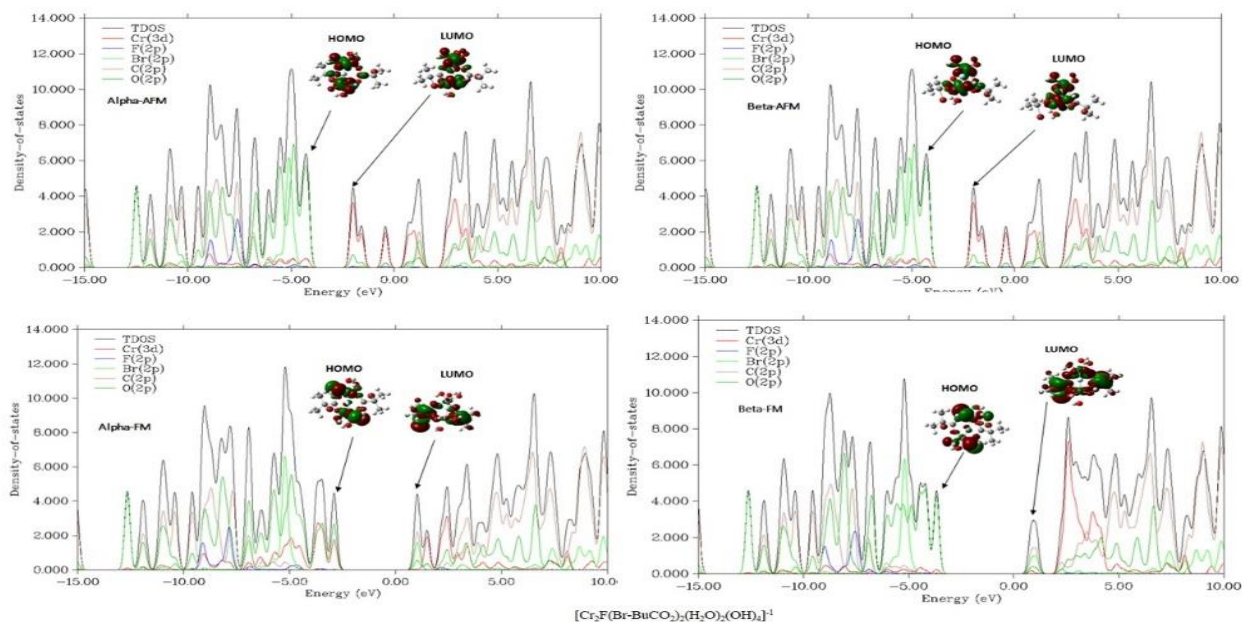 14.000
12.000
10.000
8.000
6.000
4.000
2.000
0.000
Density-of-states
TDOS
Cr(3d)
F(2p)
Br(2p)
C(2p)
O(2p)
Alpha-AFM
HOMO
LUMO
−15.00 −10.00 −5.00 0.00 5.00 10.00
Energy (eV)
14.000
12.000
10.000
8.000
6.000
4.000
2.000
0.000
Density-of-states
TDOS
Cr(3d)
F(2p)
Br(2p)
C(2p)
O(2p)
Beta-AFM
HOMO
LUMO
−15.00 −10.00 −5.00 0.00 5.00 10.00
Energy (eV)
14.000
12.000
10.000
8.000
6.000
4.000
2.000
0.000
Density-of-states
TDOS
Cr(3d)
F(2p)
Br(2p)
C(2p)
O(2p)
Alpha-FM
HOMO
LUMO
−15.00 −10.00 −5.00 0.00 5.00 10.00
Energy (eV)
14.000
12.000
10.000
8.000
6.000
4.000
2.000
0.000
Density-of-states
TDOS
Cr(3d)
F(2p)
Br(2p)
C(2p)
O(2p)
Beta-FM
HOMO
LUMO
−15.00 −10.00 −5.00 0.00 5.00 10.00
Energy (eV)
[Cr₂F(Br-BuCO₂)₂(H₂O)₂(OH)₄]⁻¹